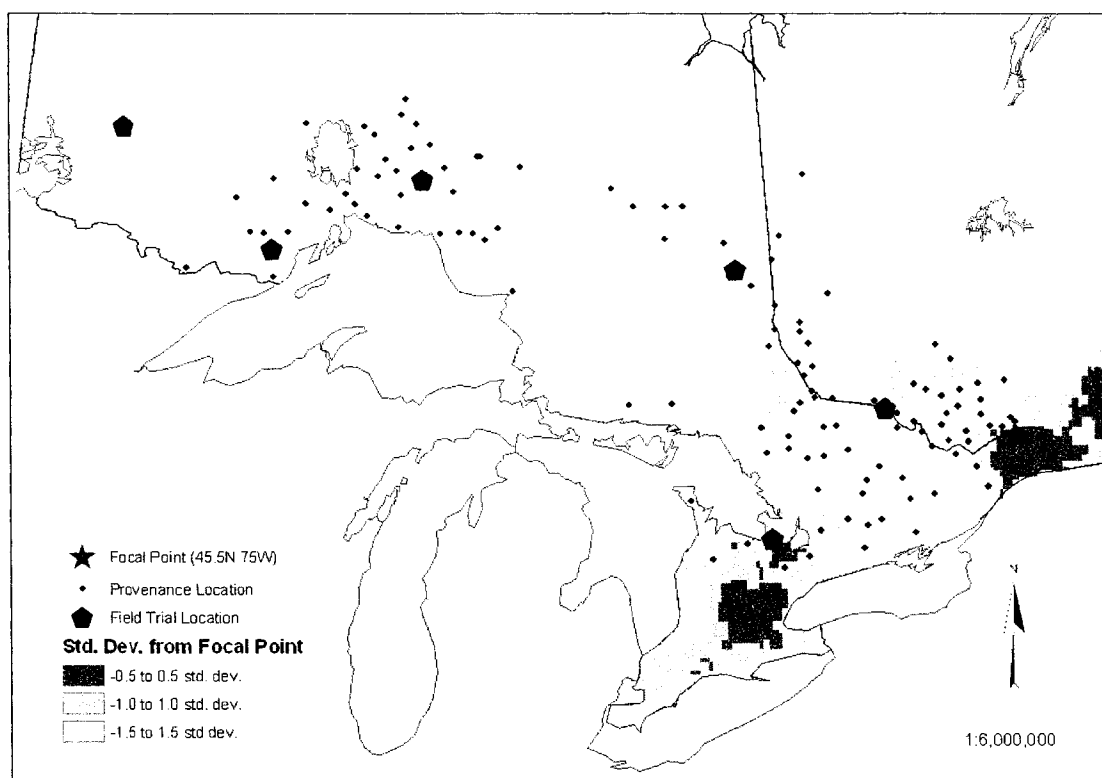 Focal Point (45.5N 75W)
Provenance Location
Field Trial Location
Std. Dev. from Focal Point
-0.5 to 0.5 std. dev.
-1.0 to 1.0 std. dev.
-1.5 to 1.5 std dev.
N
1:6,000,000